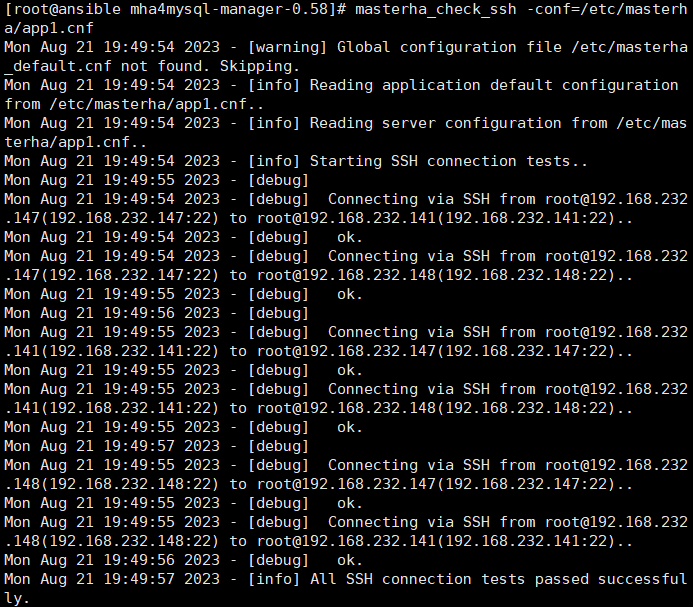 [root@ansible mha4mysql-manager-0.58]# masterha_check_ssh -conf=/etc/masterh
a/app1.cnf
Mon Aug 21 19:49:54 2023 - [warning] Global configuration file /etc/masterha
_default.cnf not found. Skipping.
Mon Aug 21 19:49:54 2023 - [info] Reading application default configuration
from /etc/masterha/app1.cnf..
Mon Aug 21 19:49:54 2023 - [info] Reading server configuration from /etc/mas
terha/app1.cnf..
Mon Aug 21 19:49:54 2023 - [info] Starting SSH connection tests..
Mon Aug 21 19:49:55 2023 - [debug]
Mon Aug 21 19:49:54 2023 - [debug]  Connecting via SSH from root@192.168.232
.147(192.168.232.147:22) to root@192.168.232.141(192.168.232.141:22)..
Mon Aug 21 19:49:54 2023 - [debug]   ok.
Mon Aug 21 19:49:54 2023 - [debug]  Connecting via SSH from root@192.168.232
.147(192.168.232.147:22) to root@192.168.232.148(192.168.232.148:22)..
Mon Aug 21 19:49:55 2023 - [debug]   ok.
Mon Aug 21 19:49:56 2023 - [debug]
Mon Aug 21 19:49:55 2023 - [debug]  Connecting via SSH from root@192.168.232
.141(192.168.232.141:22) to root@192.168.232.147(192.168.232.147:22)..
Mon Aug 21 19:49:55 2023 - [debug]   ok.
Mon Aug 21 19:49:55 2023 - [debug]  Connecting via SSH from root@192.168.232
.141(192.168.232.141:22) to root@192.168.232.148(192.168.232.148:22)..
Mon Aug 21 19:49:55 2023 - [debug]   ok.
Mon Aug 21 19:49:57 2023 - [debug]
Mon Aug 21 19:49:55 2023 - [debug]  Connecting via SSH from root@192.168.232
.148(192.168.232.148:22) to root@192.168.232.147(192.168.232.147:22)..
Mon Aug 21 19:49:55 2023 - [debug]   ok.
Mon Aug 21 19:49:55 2023 - [debug]  Connecting via SSH from root@192.168.232
.148(192.168.232.148:22) to root@192.168.232.141(192.168.232.141:22)..
Mon Aug 21 19:49:56 2023 - [debug]   ok.
Mon Aug 21 19:49:57 2023 - [info] All SSH connection tests passed successful
ly.